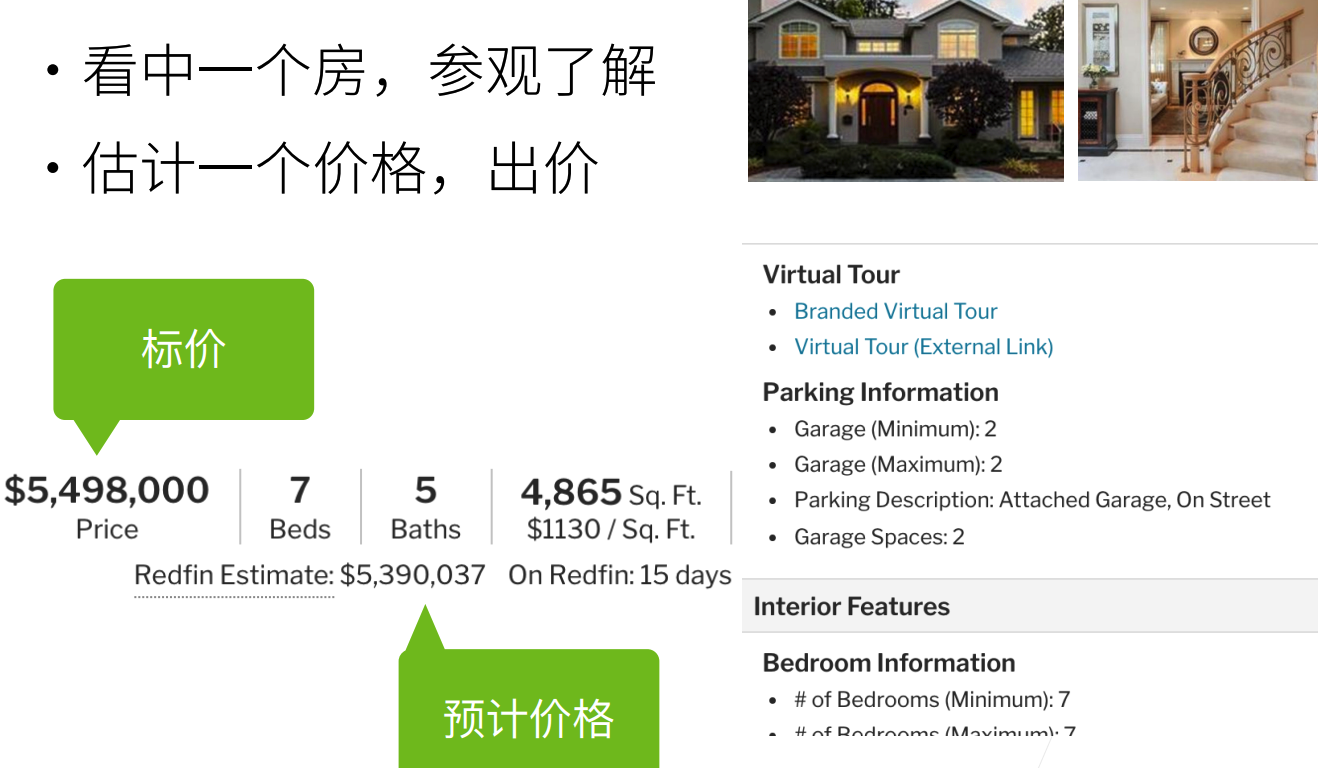 • 看中一个房，参观了解
• 估计一个价格，出价
标价
$5,498,000
Price
7
Beds
5
Baths
4,865 Sq. Ft.
$1130 / Sq. Ft.
Redfin Estimate: $5,390,037 On Redfin: 15 days
预计价格
Virtual Tour
• Branded Virtual Tour
• Virtual Tour (External Link)
Parking Information
• Garage (Minimum): 2
• Garage (Maximum): 2
• Parking Description: Attached Garage, On Street
• Garage Spaces: 2
Interior Features
Bedroom Information
• # of Bedrooms (Minimum): 7
• # of Bedrooms (Maximum): 7